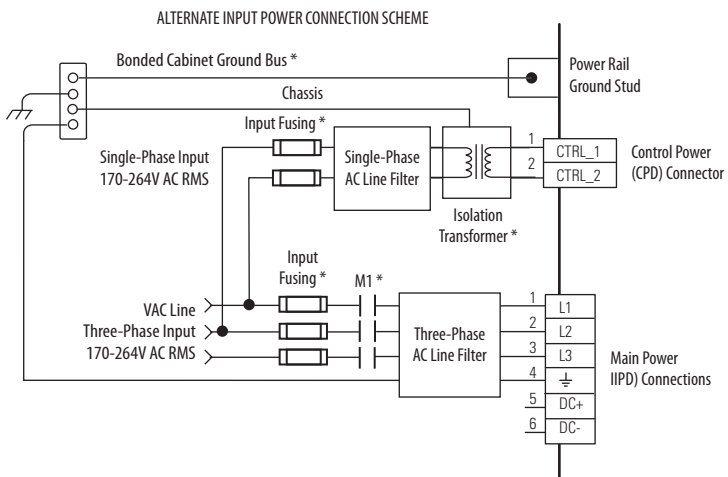 ALTERNATE INPUT POWER CONNECTION SCHEME
Bonded Cabinet Ground Bus *
Power Rail
Ground Stud
Chassis
Input Fusing *
Single-Phase Input
170-264V AC RMS
Single-Phase
AC Line Filter
1
2
CTRL_1
CTRL_2
Control Power
(CPD) Connector
Isolation
Transformer *
Input
Fusing *
M1 *
VAC Line
Three-Phase Input
170-264V AC RMS
Three-Phase
AC Line Filter
1
L1
2
L2
3
L3
4
5
DC+
6
DC-
Main Power
IIPD) Connections